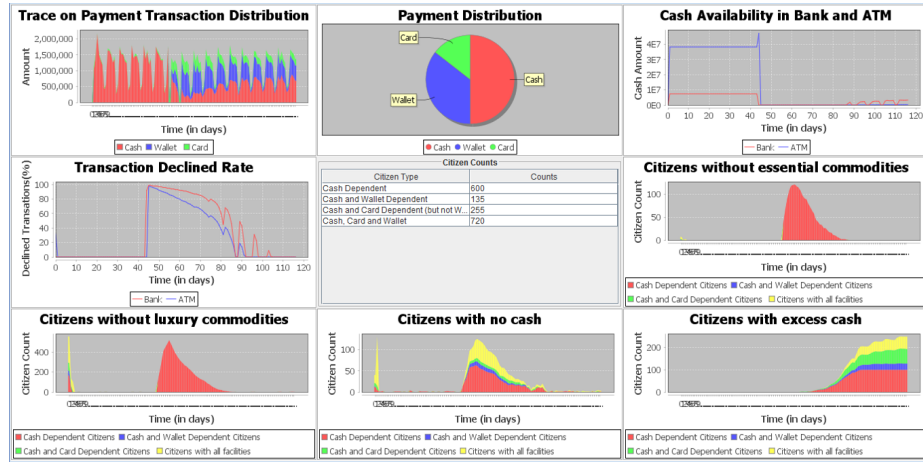 Trace on Payment Transaction Distribution
Amount
2,000,000
1,500,000
1,000,000
500,000
0
Time (in days)
Cash Wallet Card
Payment Distribution
Card
Cash
Wallet
Cash Wallet Card
Cash Availability in Bank and ATM
Cash Amount
4E7
3E7
2E7
1E7
0E0
0 10 20 30 40 50 60 70 80 90 100 110 120
Time (in days)
Bank ATM
Transaction Declined Rate
Declined Transations(%)
100
80
60
40
20
0
0 10 20 30 40 50 60 70 80 90 100 110 120
Time (in days)
Bank ATM
Citizen Counts
Citizen Type Counts
Cash Dependent 600
Cash and Wallet Dependent 135
Cash and Card Dependent (but not W... 255
Cash, Card and Wallet 720
Citizens without essential commodities
Citizen Count
100
50
0
Time (in days)
Cash Dependent Citizens Cash and Wallet Dependent Citizens
Cash and Card Dependent Citizens Citizens with all facilities
Citizens without luxury commodities
Citizen Count
400
200
0
Time (in days)
Cash Dependent Citizens Cash and Wallet Dependent Citizens
Cash and Card Dependent Citizens Citizens with all facilities
Citizens with no cash
Citizen Count
100
50
0
Time (in days)
Cash Dependent Citizens Cash and Wallet Dependent Citizens
Cash and Card Dependent Citizens Citizens with all facilities
Citizens with excess cash
Citizen Count
200
100
0
Time (in days)
Cash Dependent Citizens Cash and Wallet Dependent Citizens
Cash and Card Dependent Citizens Citizens with all facilities